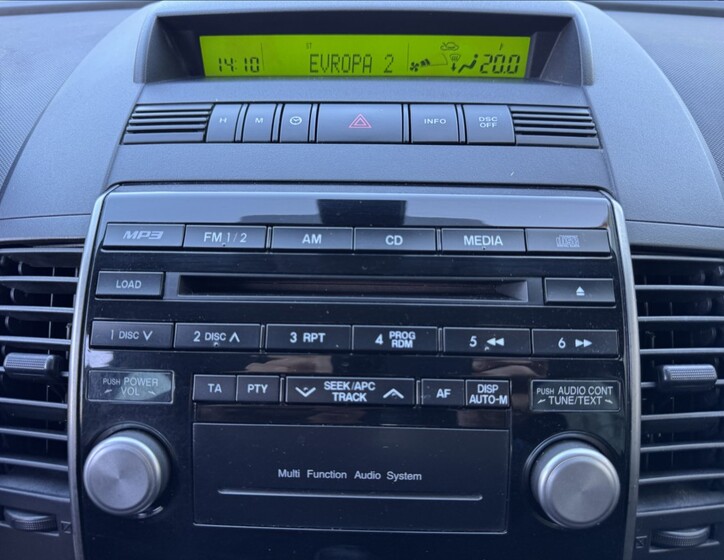 ST
14:10 EVROPA 2 20.0
H M INFO DSC OFF
MP3 FM 1/2 AM CD MEDIA
LOAD
1 DISC ∨ 2 DISC ∧ 3 RPT 4 PROG RDM 5 ◀◀ 6 ▶▶
PUSH POWER VOL
TA PTY SEEK/APC TRACK AF DISP AUTO-M
PUSH AUDIO CONT TUNE/TEXT
Multi Function Audio System